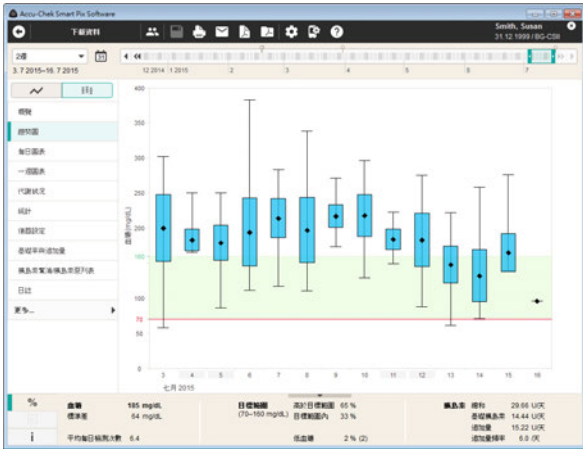 Accu-Chek Smart Pix Software
下載資料
Smith, Susan
31.12.1999 / BG-CSII
2週
3. 7 2015–16. 7 2015
12 2014 1 2015 2 3 4 5 6 7
概覽
趨勢圖
每日圖表
一週圖表
代謝狀況
統計
儀器設定
基礎率與追加量
胰島素幫浦/胰島素原列表
日誌
更多...
血糖(mg/dL)
400
350
300
250
200
160
100
70
50
0
3 4 5 6 7 8 9 10 11 12 13 14 15 16
七月 2015
%
血糖 185 mg/dL 目標範圍 高於目標範圍 65 % 胰島素 總和 29.66 U/天
標準差 64 mg/dL (70–160 mg/dL) 目標範圍內 33 % 基礎胰島素 14.44 U/天
追加量 15.22 U/天
i
平均每日檢測次數 6.4 低血糖 2 % (2) 追加量頻率 6.0 /天